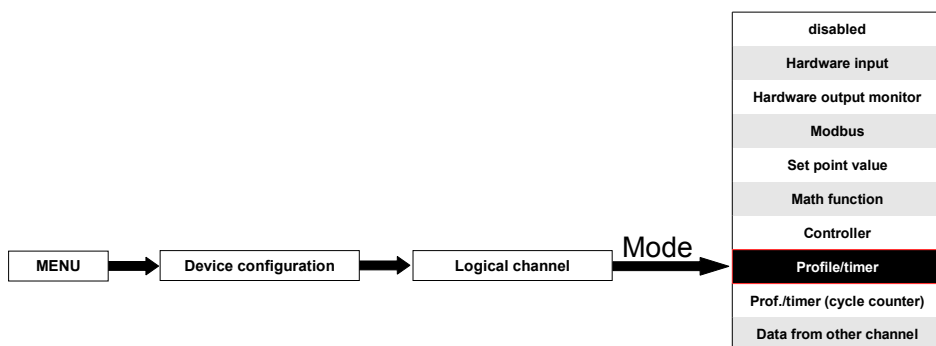 disabled
Hardware input
Hardware output monitor
Modbus
Set point value
Math function
Controller
MENU
Device configuration
Logical channel
Mode
Profile/timer
Prof./timer (cycle counter)
Data from other channel